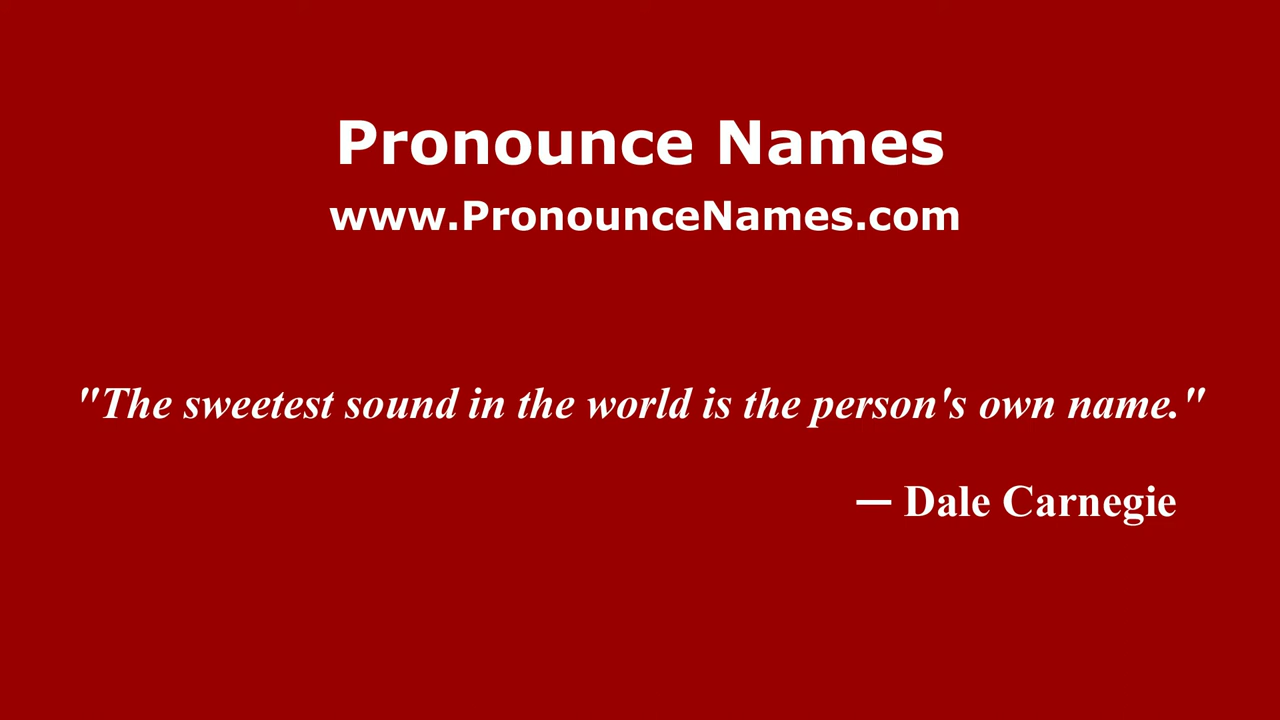 Pronounce Names
www.PronounceNames.com
"The sweetest sound in the world is the person's own name."
— Dale Carnegie